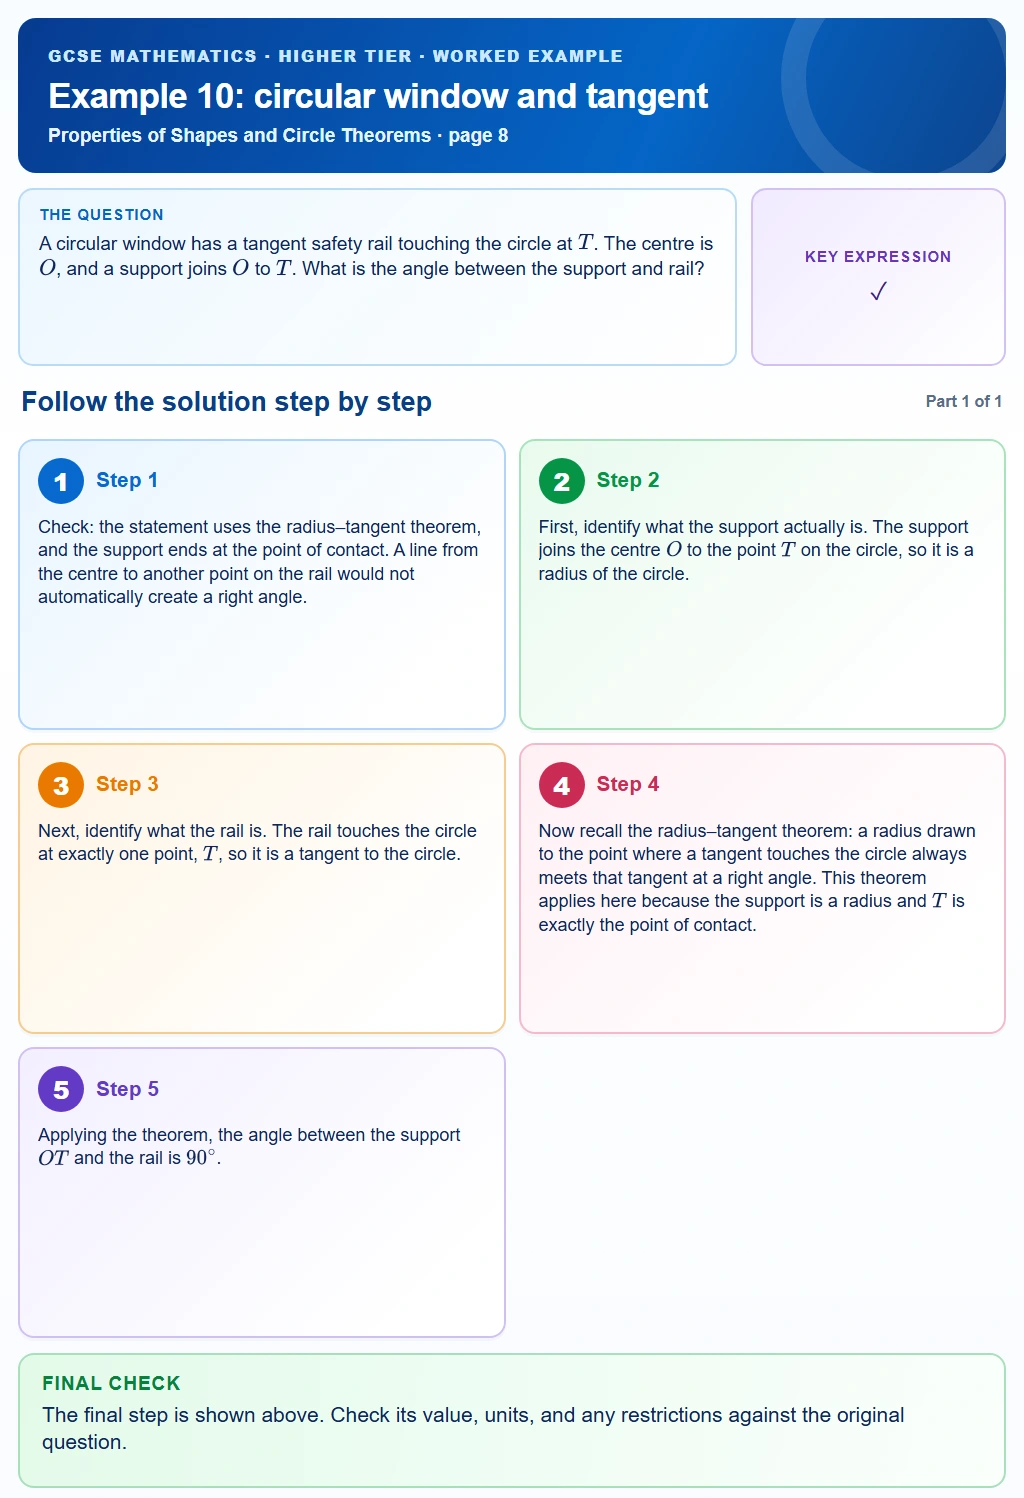 GCSE MATHEMATICS · HIGHER TIER · WORKED EXAMPLE
Example 10: circular window and tangent
Properties of Shapes and Circle Theorems · page 8
THE QUESTION
A circular window has a tangent safety rail touching the circle at T. The centre is
O, and a support joins O to T. What is the angle between the support and rail?
KEY EXPRESSION
✓
Follow the solution step by step
Part 1 of 1
1 Step 1
Check: the statement uses the radius–tangent theorem,
and the support ends at the point of contact. A line from
the centre to another point on the rail would not
automatically create a right angle.
2 Step 2
First, identify what the support actually is. The support
joins the centre O to the point T on the circle, so it is a
radius of the circle.
3 Step 3
Next, identify what the rail is. The rail touches the circle
at exactly one point, T, so it is a tangent to the circle.
4 Step 4
Now recall the radius–tangent theorem: a radius drawn
to the point where a tangent touches the circle always
meets that tangent at a right angle. This theorem
applies here because the support is a radius and T is
exactly the point of contact.
5 Step 5
Applying the theorem, the angle between the support
OT and the rail is 90°.
FINAL CHECK
The final step is shown above. Check its value, units, and any restrictions against the original
question.